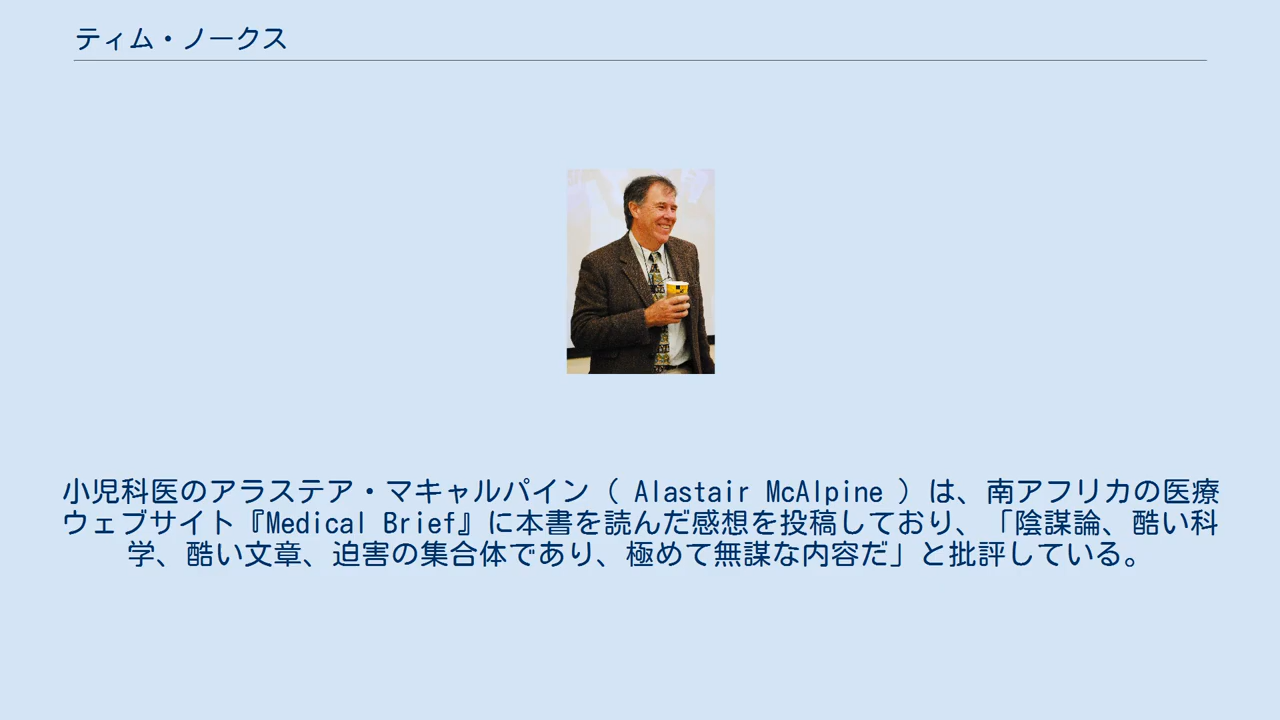 ティム・ノークス
小児科医のアラステア・マキャルパイン（ Alastair McAlpine ）は、南アフリカの医療
ウェブサイト『Medical Brief』に本書を読んだ感想を投稿しており、「陰謀論、酷い科
学、酷い文章、迫害の集合体であり、極めて無謀な内容だ」と批評している。